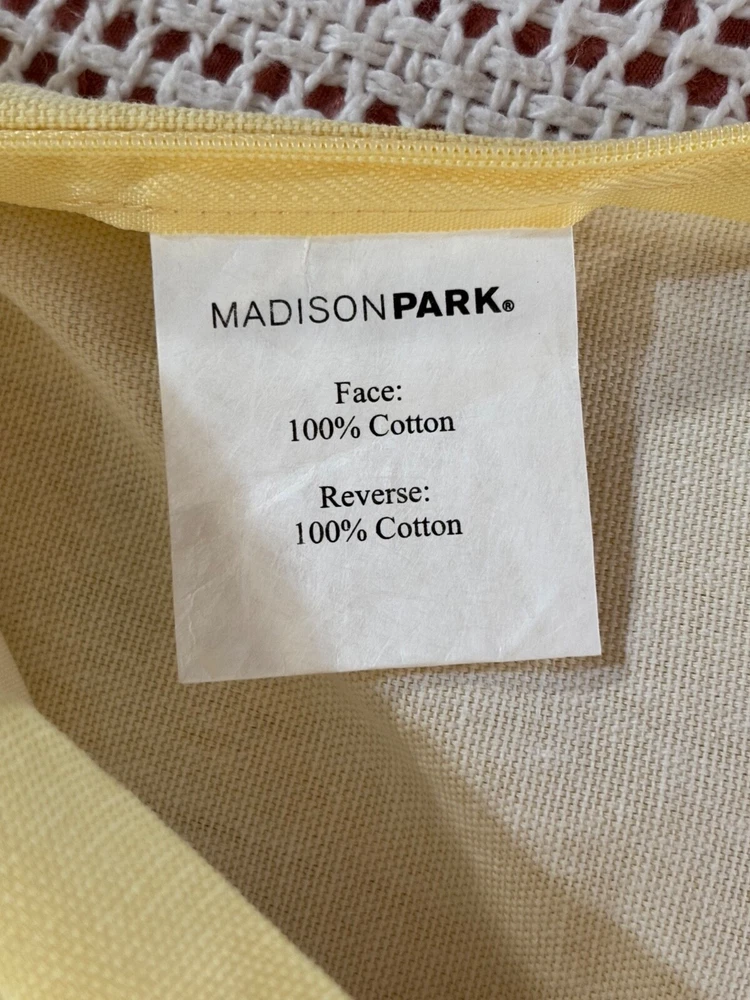 MADISONPARK®
Face:
100% Cotton
Reverse:
100% Cotton